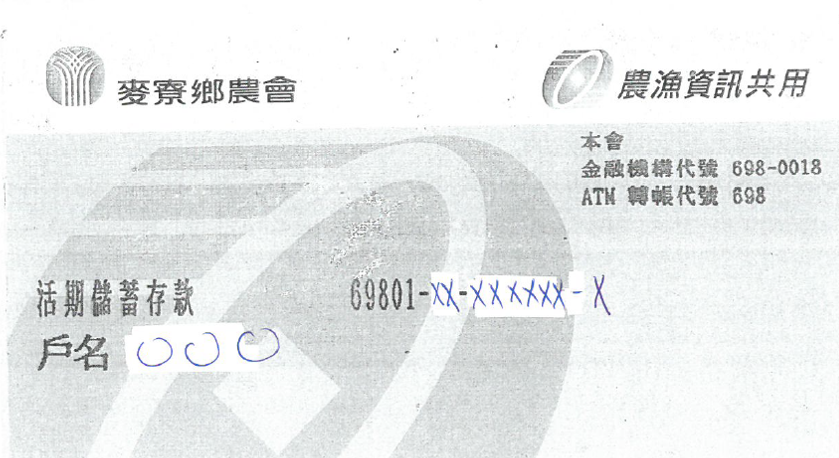 麥寮鄉農會
農漁資訊共用
本會
金融機構代號 698-0018
ATM 轉帳代號 698
活期儲蓄存款 69801-XX-XXXXXX-X
戶名 〇〇〇